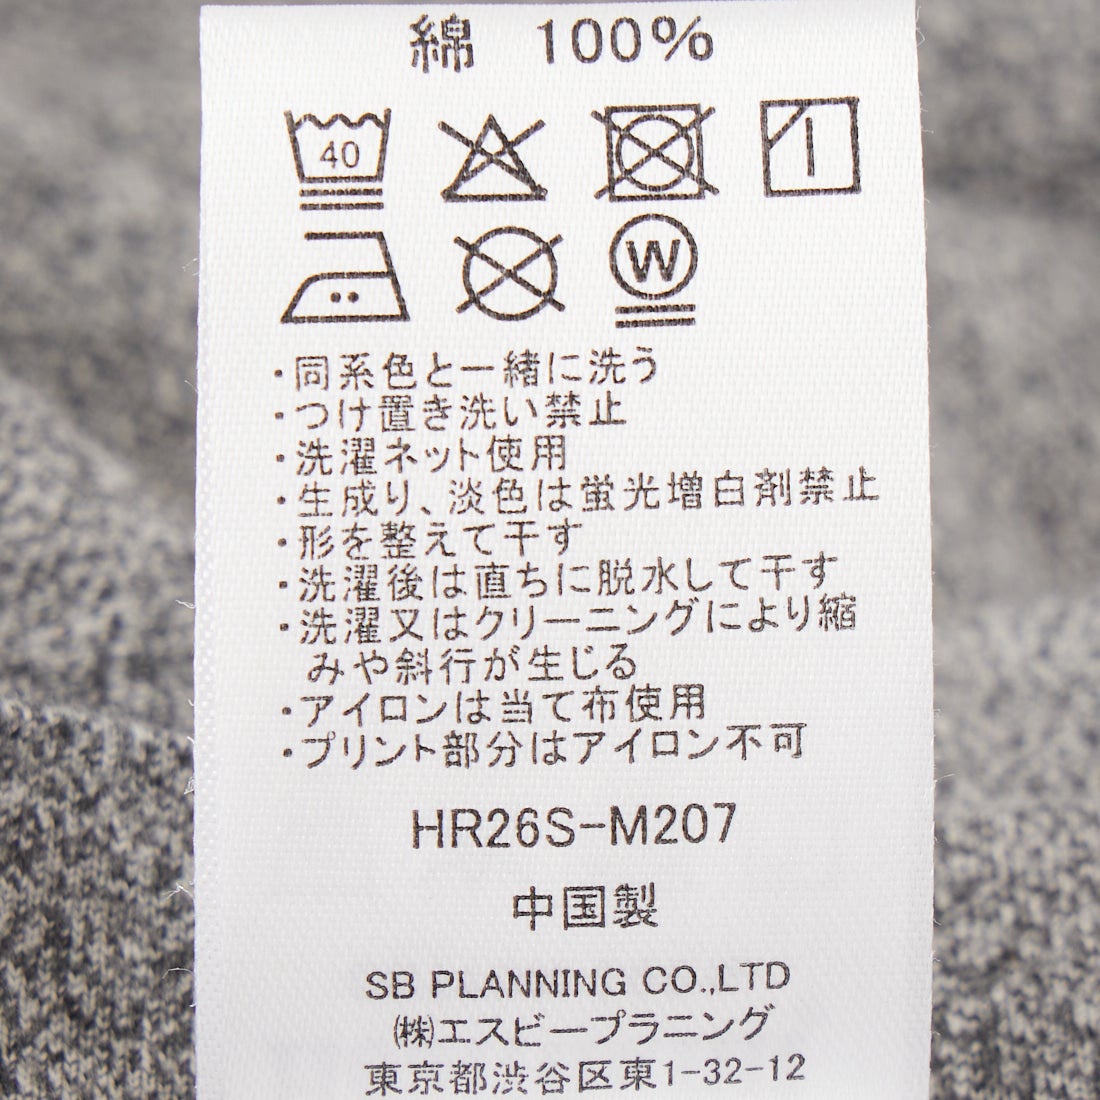 綿 100%
40
W
・同系色と一緒に洗う
・つけ置き洗い禁止
・洗濯ネット使用
・生成り、淡色は蛍光増白剤禁止
・形を整えて干す
・洗濯後は直ちに脱水して干す
・洗濯又はクリーニングにより縮
みや斜行が生じる
・アイロンは当て布使用
・プリント部分はアイロン不可
HR26S-M207
中国製
SB PLANNING CO.,LTD
㈱エスビープラニング
東京都渋谷区東1-32-12